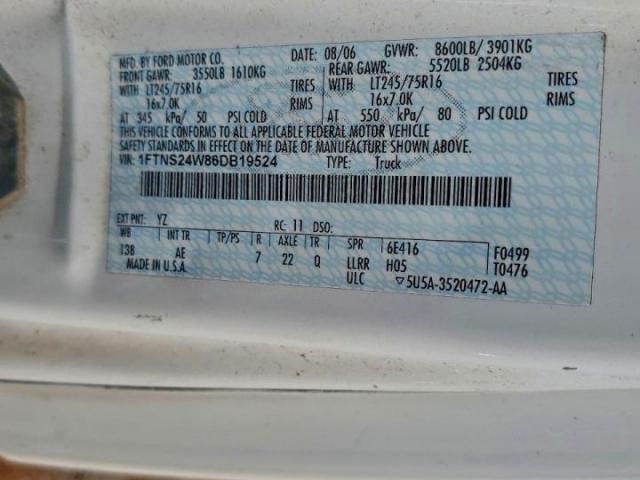 MFD. BY FORD MOTOR CO. 08/06 GVWR: 8600LB/ 3901KG
FRONT GAWR: 3550LB 1610KG REAR GAWR: 5520LB 2504KG
WITH LT245/75R16 TIRES WITH LT245/75R16 TIRES
16x7.0K RIMS 16x7.0K RIMS
AT 345 kPa/ 50 PSI COLD AT 550 kPa/ 80 PSI COLD
THIS VEHICLE CONFORMS TO ALL APPLICABLE FEDERAL MOTOR VEHICLE
SAFETY STANDARDS IN EFFECT ON THE DATE OF MANUFACTURE SHOWN ABOVE.
VIN: 1FTNS24W86DB19524 TYPE: Truck
EXT PNT: YZ RC: 11 DSO:
WB INT TR TP/PS R AXLE TR SPR 6E416 F0499
138 AE 7 22 Q LLRR H05 T0476
MADE IN U.S.A. ULC ▽5U5A-3520472-AA